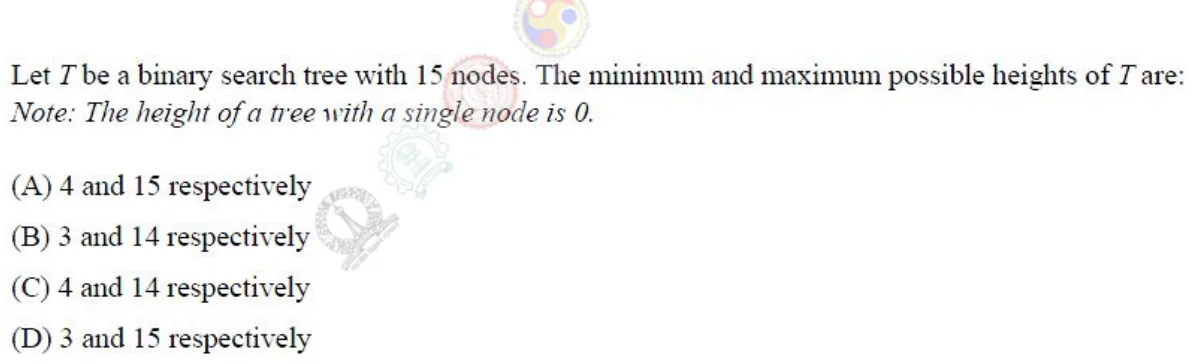 Let T be a binary search tree with 15 nodes. The minimum and maximum possible heights of T are:
Note: The height of a tree with a single node is 0.
(A) 4 and 15 respectively
(B) 3 and 14 respectively
(C) 4 and 14 respectively
(D) 3 and 15 respectively